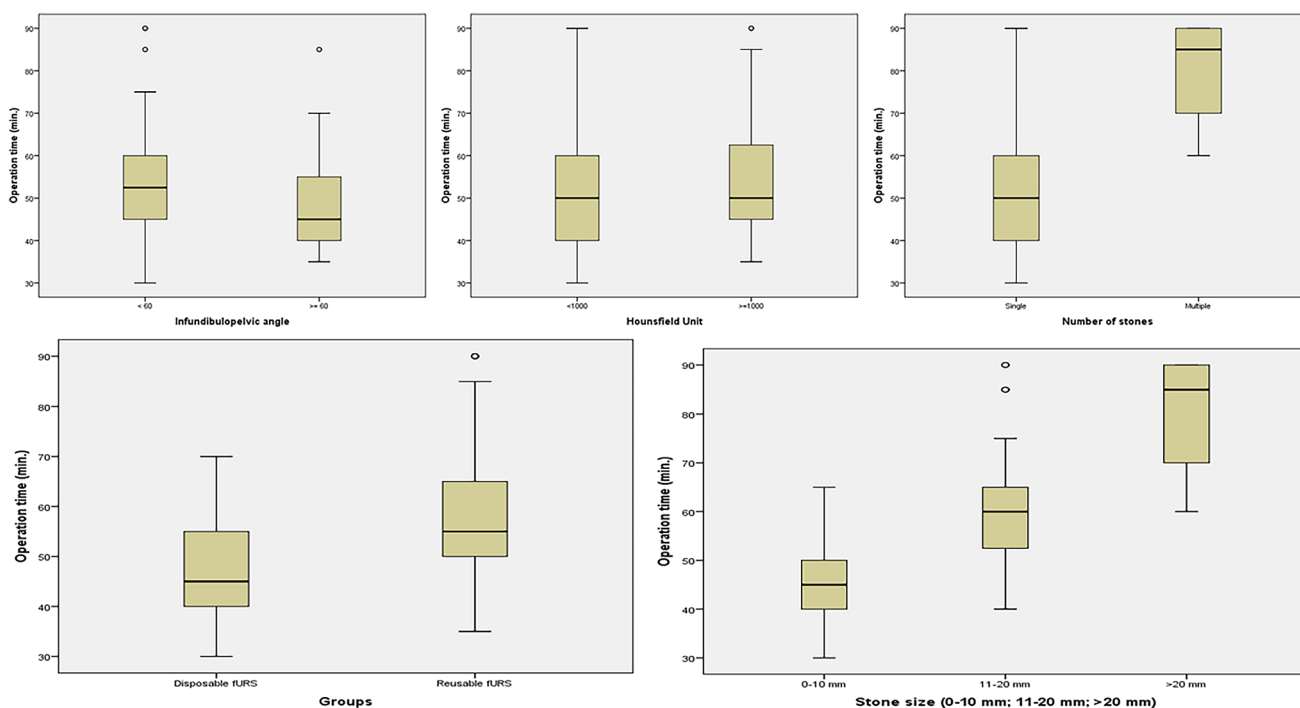 90
80
70
60
50
40
30
Operation time (min.)
< 60
>= 60
Infundibulopelvic angle
90
80
70
60
50
40
30
Operation time (min.)
<1000
>=1000
Hounsfield Unit
90
80
70
60
50
40
30
Operation time (min.)
Single
Multiple
Number of stones
90
80
70
60
50
40
30
Operation time (min.)
Disposable fURS
Reusable fURS
Groups
90
80
70
60
50
40
30
Operation time (min.)
0-10 mm
11-20 mm
>20 mm
Stone size (0-10 mm; 11-20 mm; >20 mm)